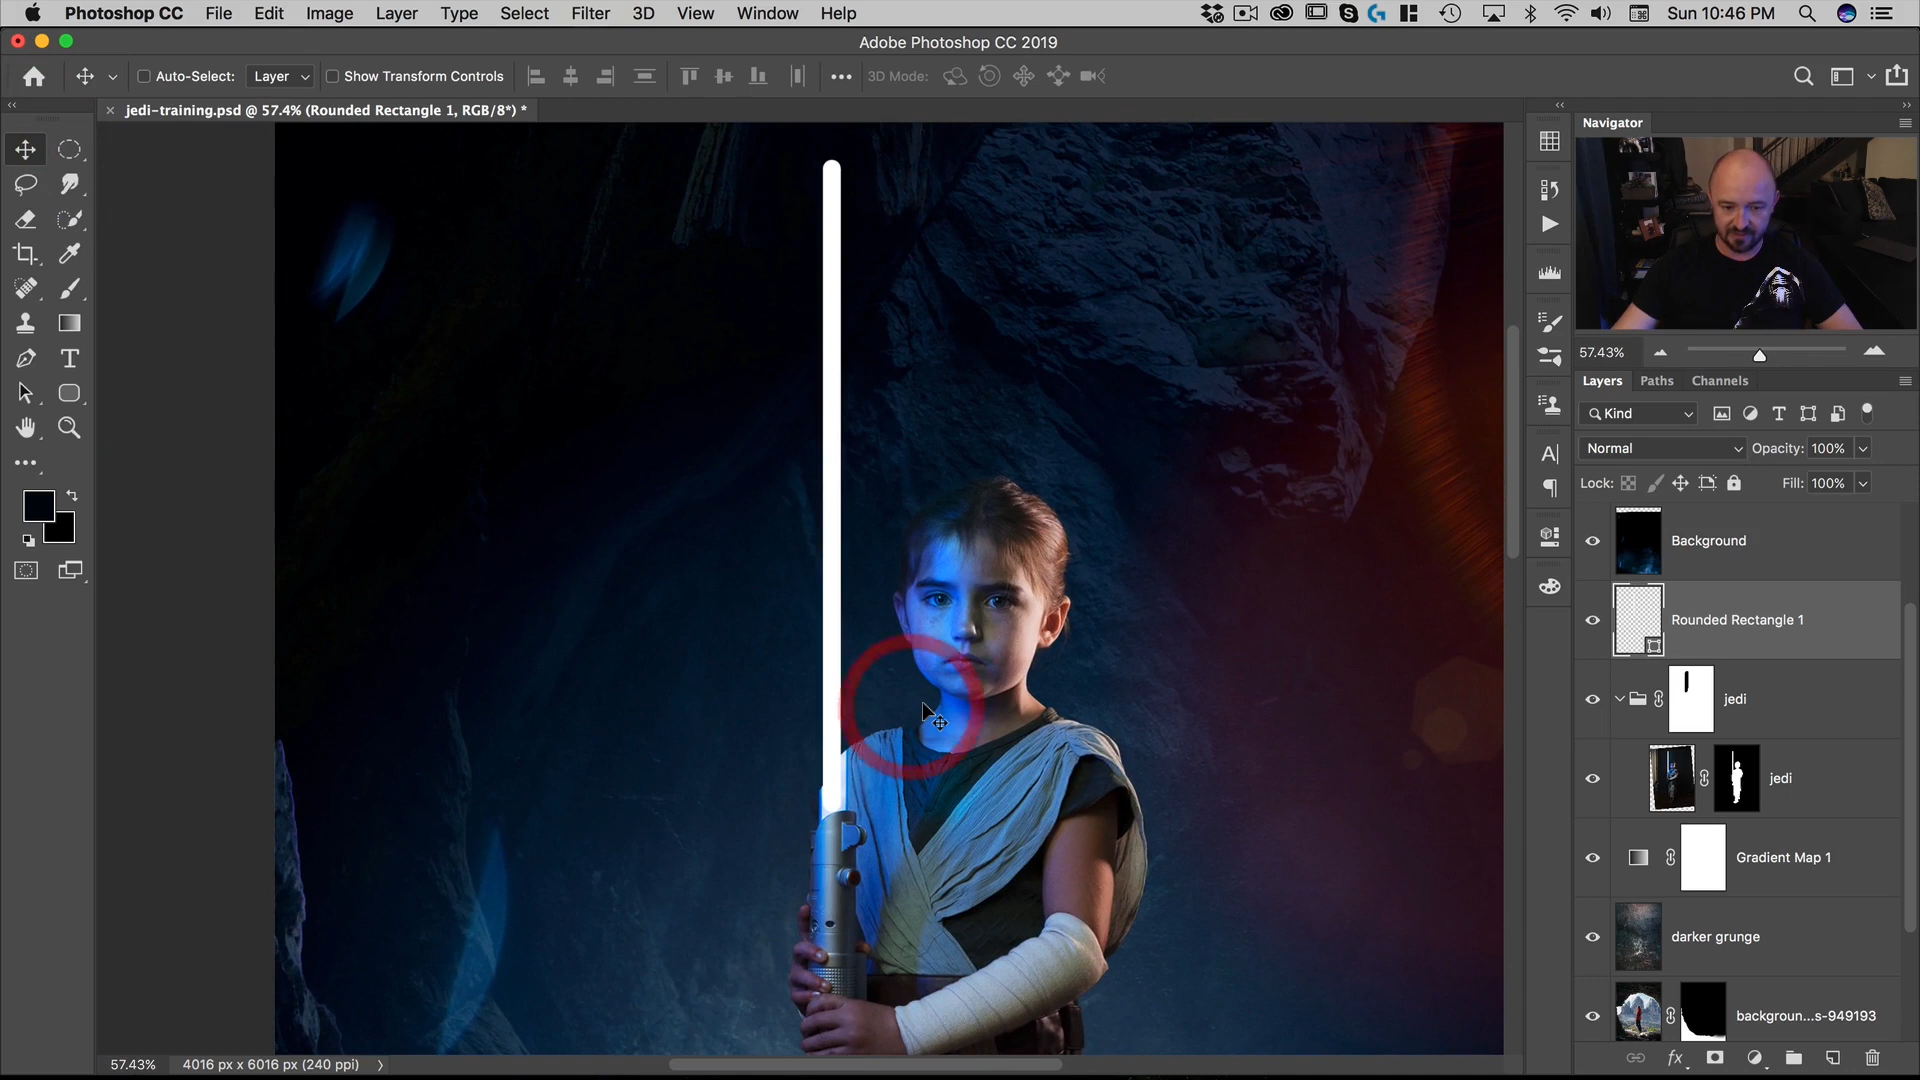 Photoshop CC File Edit Image Layer Type Select Filter 3D View Window Help Sun 10:46 PM
Adobe Photoshop CC 2019
Auto-Select: Layer Show Transform Controls 3D Mode:
jedi-training.psd @ 57.4% (Rounded Rectangle 1, RGB/8*) *
Navigator
57.43%
Layers Paths Channels
Kind
Normal Opacity: 100%
Lock: Fill: 100%
Background
Rounded Rectangle 1
jedi
jedi
Gradient Map 1
darker grunge
backgroun...s-949193
fx
57.43% 4016 px x 6016 px (240 ppi)